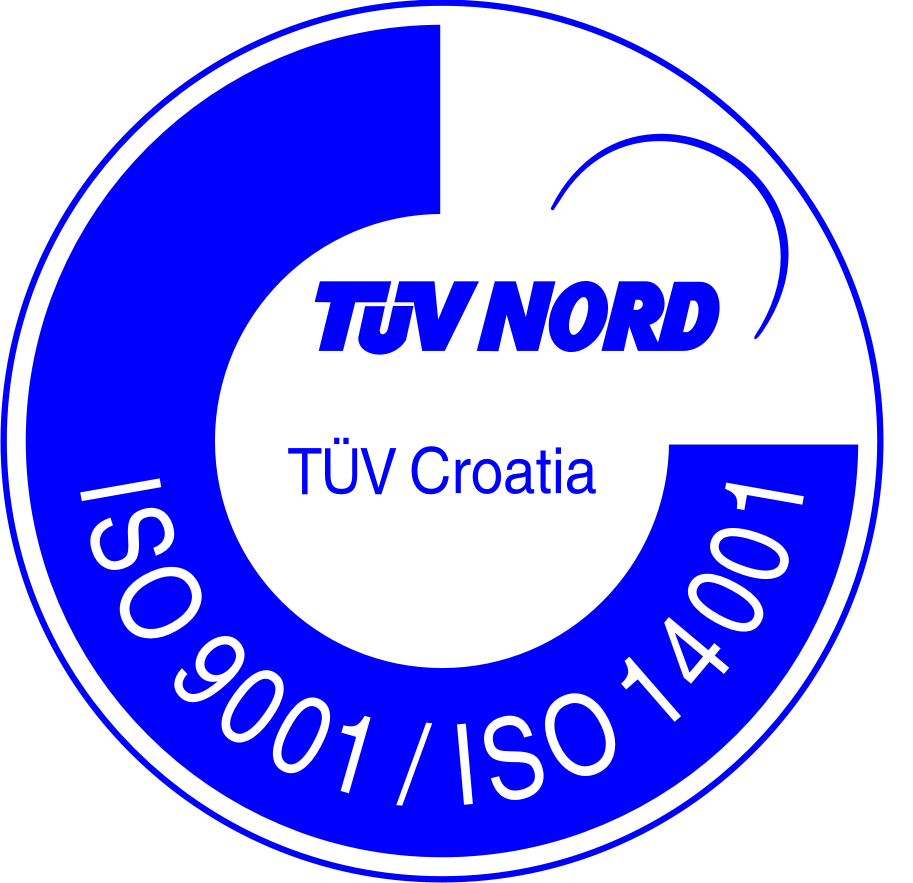 TÜV NORD
TÜV Croatia
ISO 9001 / ISO 14001